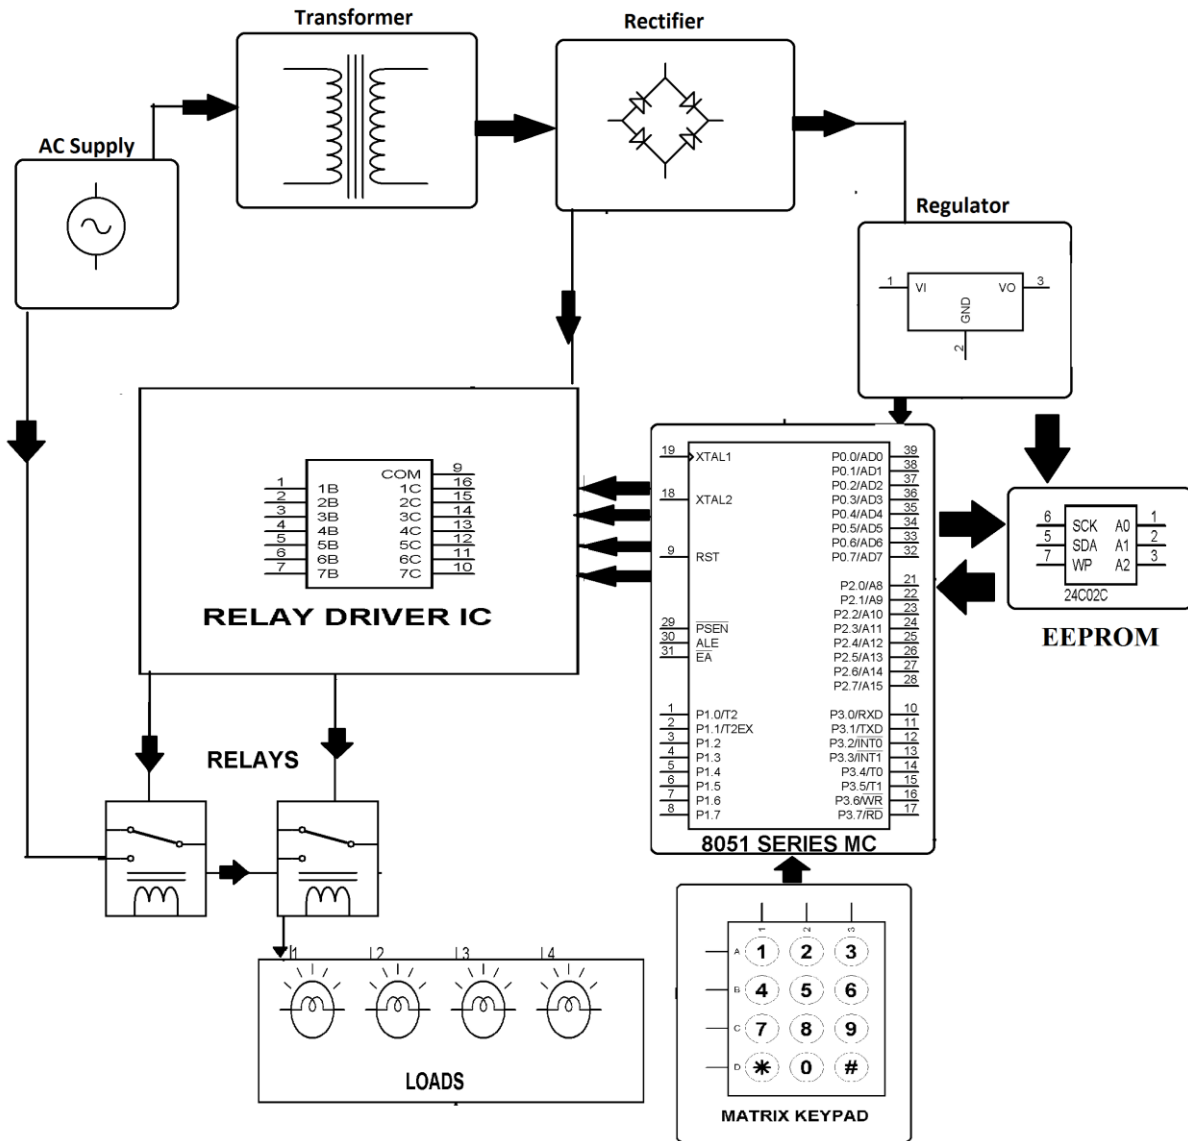 Transformer
Rectifier
AC Supply
Regulator
1 VI VO 3
GND
2
COM 9
1 1B 1C 16
2 2B 2C 15
3 3B 3C 14
4 4B 4C 13
5 5B 5C 12
6 6B 6C 11
7 7B 7C 10
RELAY DRIVER IC
19 XTAL1 P0.0/AD0 39
P0.1/AD1 38
P0.2/AD2 37
18 XTAL2 P0.3/AD3 36
P0.4/AD4 35
P0.5/AD5 34
P0.6/AD6 33
9 RST P0.7/AD7 32
P2.0/A8 21
P2.1/A9 22
P2.2/A10 23
29 PSEN P2.3/A11 24
30 ALE P2.4/A12 25
31 EA P2.5/A13 26
P2.6/A14 27
P2.7/A15 28
1 P1.0/T2 P3.0/RXD 10
2 P1.1/T2EX P3.1/TXD 11
3 P1.2 P3.2/INT0 12
4 P1.3 P3.3/INT1 13
5 P1.4 P3.4/T0 14
6 P1.5 P3.5/T1 15
7 P1.6 P3.6/WR 16
8 P1.7 P3.7/RD 17
8051 SERIES MC
6 SCK A0 1
5 SDA A1 2
7 WP A2 3
24C02C
EEPROM
RELAYS
L1 L2 L3 L4
LOADS
1 2 3
A 1 2 3
B 4 5 6
C 7 8 9
D * 0 #
MATRIX KEYPAD